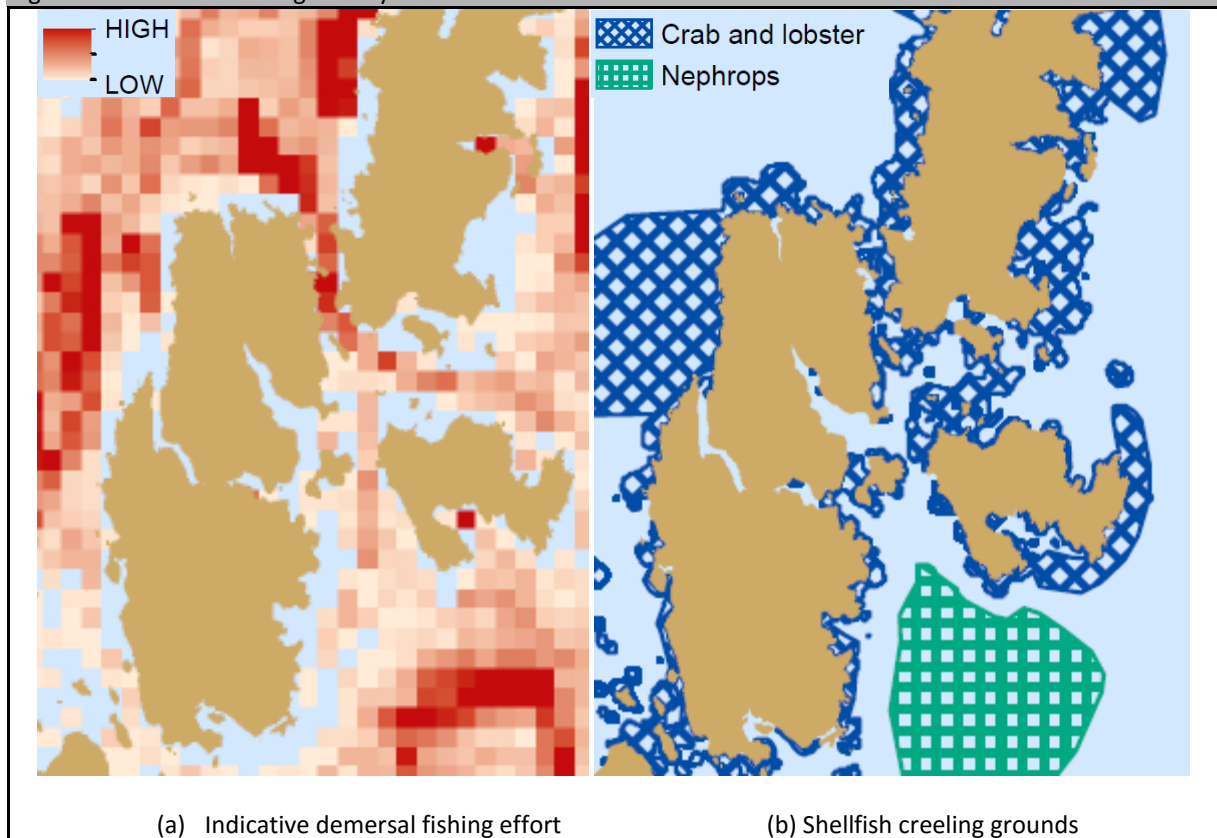 HIGH
LOW
Crab and lobster
Nephrops
(a) Indicative demersal fishing effort
(b) Shellfish creeling grounds